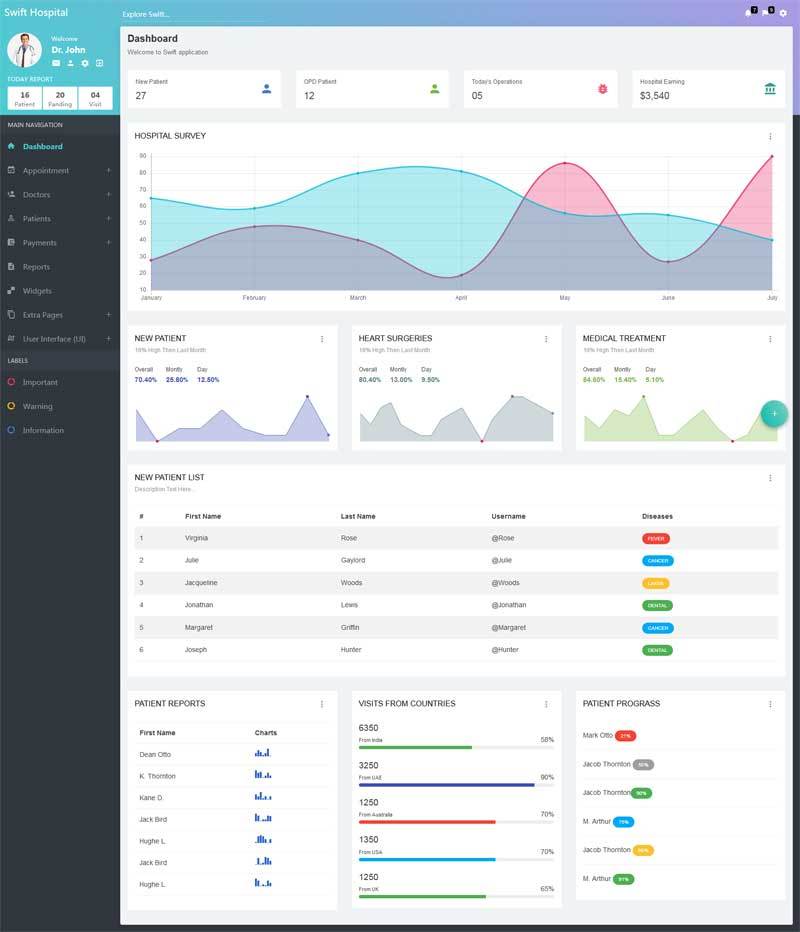 Swift Hospital
Explore Swift...
7
5
Welcome
Dr. John
TODAY REPORT
16 20 04
Patient Panding Visit
MAIN NAVIGATION
Dashboard
Appointment +
Doctors +
Patients +
Payments +
Reports
Widgets
Extra Pages +
User Interface (UI) +
LABELS
Important
Warning
Information
Dashboard
Welcome to Swift application
New Patient
27
OPD Patient
12
Today's Operations
05
Hospital Earning
$3,540
HOSPITAL SURVEY
90
80
70
60
50
40
30
20
10
January February March April May June July
NEW PATIENT
18% High Then Last Month
Overall Montly Day
70.40% 25.80% 12.50%
HEART SURGERIES
18% High Then Last Month
Overall Montly Day
80.40% 13.00% 9.50%
MEDICAL TREATMENT
18% High Then Last Month
Overall Montly Day
84.60% 15.40% 5.10%
+
NEW PATIENT LIST
Description Text Here...
# First Name Last Name Username Diseases
1 Virginia Rose @Rose FEVER
2 Julie Gaylord @Julie CANCER
3 Jacqueline Woods @Woods
4 Jonathan Lewis @Jonathan DENTAL
5 Margaret Griffin @Margaret CANCER
6 Joseph Hunter @Hunter DENTAL
PATIENT REPORTS
First Name Charts
Dean Otto
K. Thornton
Kane D.
Jack Bird
Hughe L.
Jack Bird
Hughe L.
VISITS FROM COUNTRIES
6350
From India 58%
3250
From UAE 90%
1250
From Australia 70%
1350
From USA 70%
1250
From UK 65%
PATIENT PROGRASS
Mark Otto 21%
Jacob Thornton 50%
Jacob Thornton 90%
M. Arthur 75%
Jacob Thornton
M. Arthur 91%